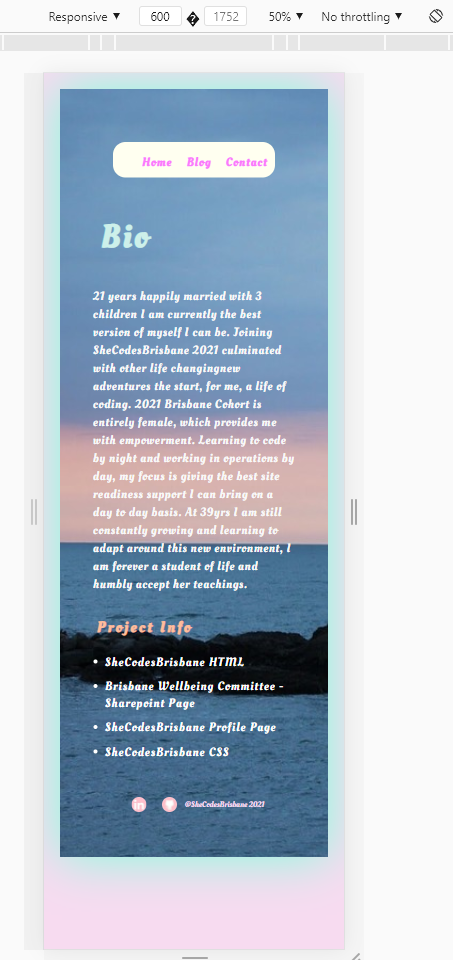 Responsive ▼ 600 � 1752 50% ▼ No throttling ▼
Home Blog Contact
Bio
21 years happily married with 3
children I am currently the best
version of myself I can be. Joining
SheCodesBrisbane 2021 culminated
with other life changingnew
adventures the start, for me, a life of
coding. 2021 Brisbane Cohort is
entirely female, which provides me
with empowerment. Learning to code
by night and working in operations by
day, my focus is giving the best site
readiness support I can bring on a
day to day basis. At 39yrs I am still
constantly growing and learning to
adapt around this new environment, I
am forever a student of life and
humbly accept her teachings.
Project Info
• SheCodesBrisbane HTML
• Brisbane Wellbeing Committee -
Sharepoint Page
• SheCodesBrisbane Profile Page
• SheCodesBrisbane CSS
in @SheCodesBrisbane 2021